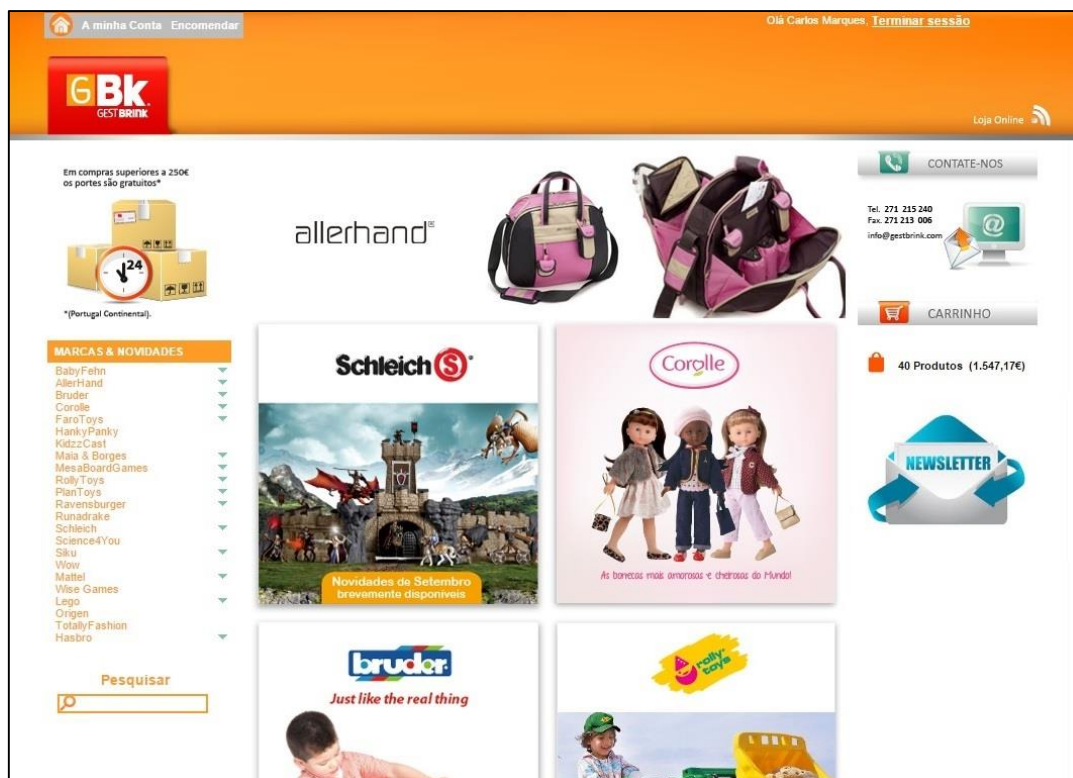 A minha Conta Encomendar
Olá Carlos Marques, Terminar sessão
GBk
GESTBRINK
Loja Online
Em compras superiores a 250€
os portes são gratuitos*
24
*(Portugal Continental).
allerhand®
CONTATE-NOS
Tel. 271 215 240
Fax. 271 213 006
info@gestbrink.com
@
CARRINHO
40 Produtos (1.547,17€)
NEWSLETTER
MARCAS & NOVIDADES
BabyFehn
AllerHand
Bruder
Corolle
FaroToys
HankyPanky
KidzzCast
Maia & Borges
MesaBoardGames
RollyToys
PlanToys
Ravensburger
Runadrake
Schleich
Science4You
Siku
Wow
Mattel
Wise Games
Lego
Origen
TotallyFashion
Hasbro
Pesquisar
Schleich S
Novidades de Setembro
brevemente disponíveis
Corolle
As bonecas mais amorosas e cheirosas do Mundo!
bruder
Just like the real thing
rolly-
toys